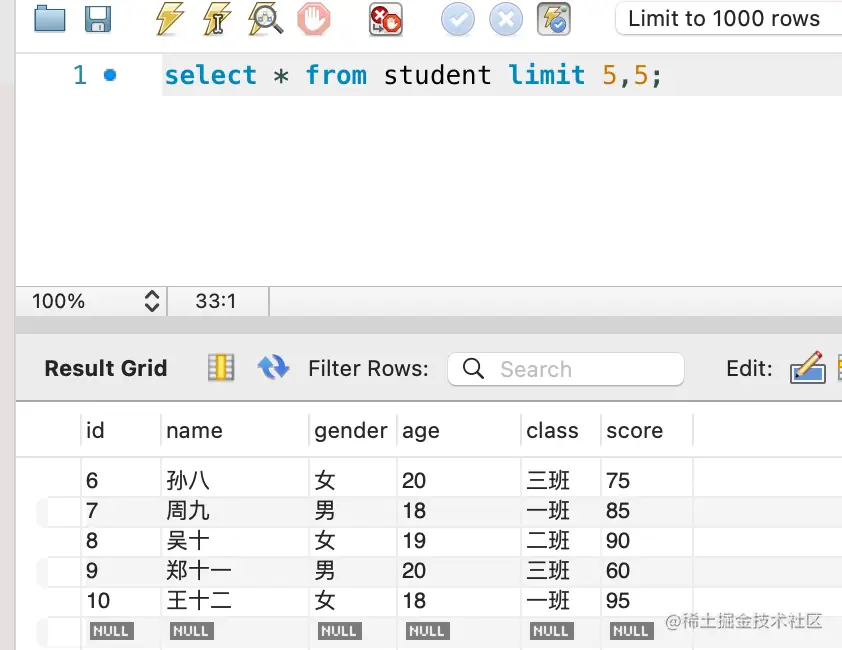 Limit to 1000 rows
1 select * from student limit 5,5;
100% 33:1
Result Grid Filter Rows: Search Edit:
id name gender age class score
6 孙八 女 20 三班 75
7 周九 男 18 一班 85
8 吴十 女 19 二班 90
9 郑十一 男 20 三班 60
10 王十二 女 18 一班 95
NULL NULL NULL NULL NULL NULL
@稀土掘金技术社区